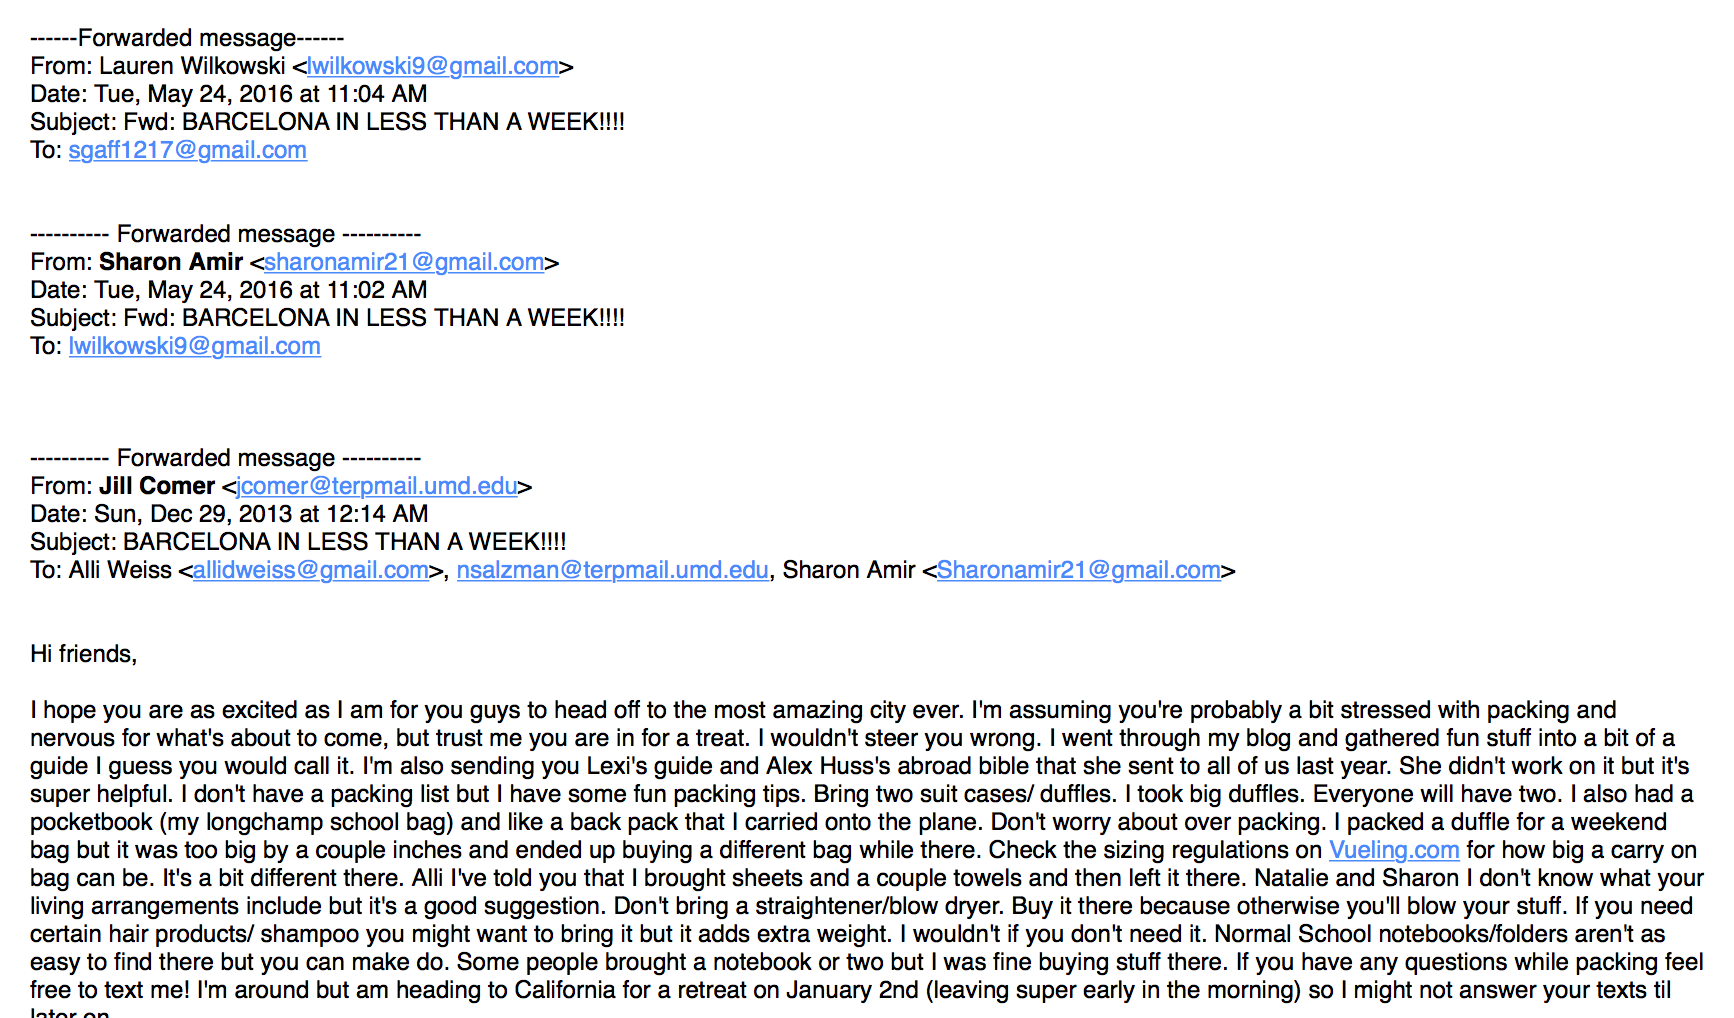 ------Forwarded message------
From: Lauren Wilkowski <lwilkowski9@gmail.com>
Date: Tue, May 24, 2016 at 11:04 AM
Subject: Fwd: BARCELONA IN LESS THAN A WEEK!!!!
To: sgaff1217@gmail.com
---------- Forwarded message ----------
From: Sharon Amir <sharonamir21@gmail.com>
Date: Tue, May 24, 2016 at 11:02 AM
Subject: Fwd: BARCELONA IN LESS THAN A WEEK!!!!
To: lwilkowski9@gmail.com
---------- Forwarded message ----------
From: Jill Comer <jcomer@terpmail.umd.edu>
Date: Sun, Dec 29, 2013 at 12:14 AM
Subject: BARCELONA IN LESS THAN A WEEK!!!!
To: Alli Weiss <allidweiss@gmail.com>, nsalzman@terpmail.umd.edu, Sharon Amir <Sharonamir21@gmail.com>
Hi friends,
I hope you are as excited as I am for you guys to head off to the most amazing city ever. I'm assuming you're probably a bit stressed with packing and
nervous for what's about to come, but trust me you are in for a treat. I wouldn't steer you wrong. I went through my blog and gathered fun stuff into a bit of a
guide I guess you would call it. I'm also sending you Lexi's guide and Alex Huss's abroad bible that she sent to all of us last year. She didn't work on it but it's
super helpful. I don't have a packing list but I have some fun packing tips. Bring two suit cases/ duffles. I took big duffles. Everyone will have two. I also had a
pocketbook (my longchamp school bag) and like a back pack that I carried onto the plane. Don't worry about over packing. I packed a duffle for a weekend
bag but it was too big by a couple inches and ended up buying a different bag while there. Check the sizing regulations on Vueling.com for how big a carry on
bag can be. It's a bit different there. Alli I've told you that I brought sheets and a couple towels and then left it there. Natalie and Sharon I don't know what your
living arrangements include but it's a good suggestion. Don't bring a straightener/blow dryer. Buy it there because otherwise you'll blow your stuff. If you need
certain hair products/ shampoo you might want to bring it but it adds extra weight. I wouldn't if you don't need it. Normal School notebooks/folders aren't as
easy to find there but you can make do. Some people brought a notebook or two but I was fine buying stuff there. If you have any questions while packing feel
free to text me! I'm around but am heading to California for a retreat on January 2nd (leaving super early in the morning) so I might not answer your texts til
later on